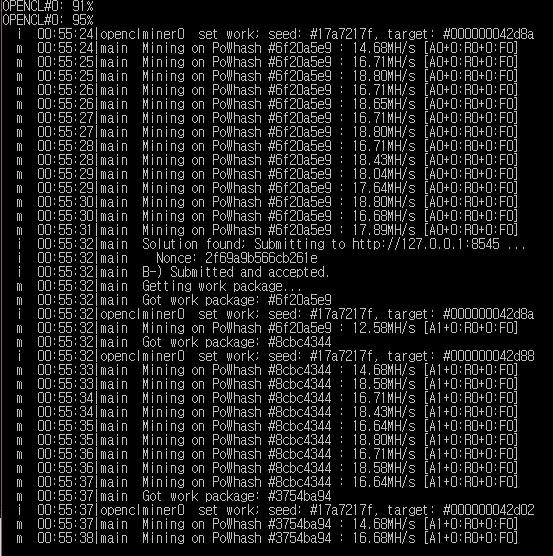 OPENCL#0: 91%
OPENCL#0: 95%
i 00:55:24|openclminer0 set work; seed: #17a7217f, target: #000000042d8a
m 00:55:24|main Mining on PoWhash #6f20a5e9 : 14.68MH/s [A0+0:R0+0:F0]
m 00:55:25|main Mining on PoWhash #6f20a5e9 : 16.71MH/s [A0+0:R0+0:F0]
m 00:55:25|main Mining on PoWhash #6f20a5e9 : 18.80MH/s [A0+0:R0+0:F0]
m 00:55:26|main Mining on PoWhash #6f20a5e9 : 16.71MH/s [A0+0:R0+0:F0]
m 00:55:26|main Mining on PoWhash #6f20a5e9 : 18.65MH/s [A0+0:R0+0:F0]
m 00:55:27|main Mining on PoWhash #6f20a5e9 : 16.71MH/s [A0+0:R0+0:F0]
m 00:55:27|main Mining on PoWhash #6f20a5e9 : 18.80MH/s [A0+0:R0+0:F0]
m 00:55:28|main Mining on PoWhash #6f20a5e9 : 16.71MH/s [A0+0:R0+0:F0]
m 00:55:28|main Mining on PoWhash #6f20a5e9 : 18.43MH/s [A0+0:R0+0:F0]
m 00:55:29|main Mining on PoWhash #6f20a5e9 : 18.04MH/s [A0+0:R0+0:F0]
m 00:55:29|main Mining on PoWhash #6f20a5e9 : 17.64MH/s [A0+0:R0+0:F0]
m 00:55:30|main Mining on PoWhash #6f20a5e9 : 18.80MH/s [A0+0:R0+0:F0]
m 00:55:30|main Mining on PoWhash #6f20a5e9 : 16.68MH/s [A0+0:R0+0:F0]
m 00:55:31|main Mining on PoWhash #6f20a5e9 : 17.89MH/s [A0+0:R0+0:F0]
i 00:55:32|main Solution found; Submitting to http://127.0.0.1:8545 ...
i 00:55:32|main Nonce: 2f69a9b566cb261e
i 00:55:32|main B-) Submitted and accepted.
m 00:55:32|main Getting work package...
m 00:55:32|main Got work package: #6f20a5e9
i 00:55:32|openclminer0 set work; seed: #17a7217f, target: #000000042d8a
m 00:55:32|main Mining on PoWhash #6f20a5e9 : 12.58MH/s [A1+0:R0+0:F0]
m 00:55:32|main Got work package: #8cbc4344
i 00:55:32|openclminer0 set work; seed: #17a7217f, target: #000000042d88
m 00:55:33|main Mining on PoWhash #8cbc4344 : 14.68MH/s [A1+0:R0+0:F0]
m 00:55:33|main Mining on PoWhash #8cbc4344 : 18.58MH/s [A1+0:R0+0:F0]
m 00:55:34|main Mining on PoWhash #8cbc4344 : 16.71MH/s [A1+0:R0+0:F0]
m 00:55:34|main Mining on PoWhash #8cbc4344 : 18.43MH/s [A1+0:R0+0:F0]
m 00:55:35|main Mining on PoWhash #8cbc4344 : 16.64MH/s [A1+0:R0+0:F0]
m 00:55:35|main Mining on PoWhash #8cbc4344 : 18.80MH/s [A1+0:R0+0:F0]
m 00:55:36|main Mining on PoWhash #8cbc4344 : 16.71MH/s [A1+0:R0+0:F0]
m 00:55:36|main Mining on PoWhash #8cbc4344 : 18.58MH/s [A1+0:R0+0:F0]
m 00:55:37|main Mining on PoWhash #8cbc4344 : 16.64MH/s [A1+0:R0+0:F0]
m 00:55:37|main Got work package: #3754ba94
i 00:55:37|openclminer0 set work; seed: #17a7217f, target: #000000042d02
m 00:55:37|main Mining on PoWhash #3754ba94 : 14.68MH/s [A1+0:R0+0:F0]
m 00:55:38|main Mining on PoWhash #3754ba94 : 16.68MH/s [A1+0:R0+0:F0]